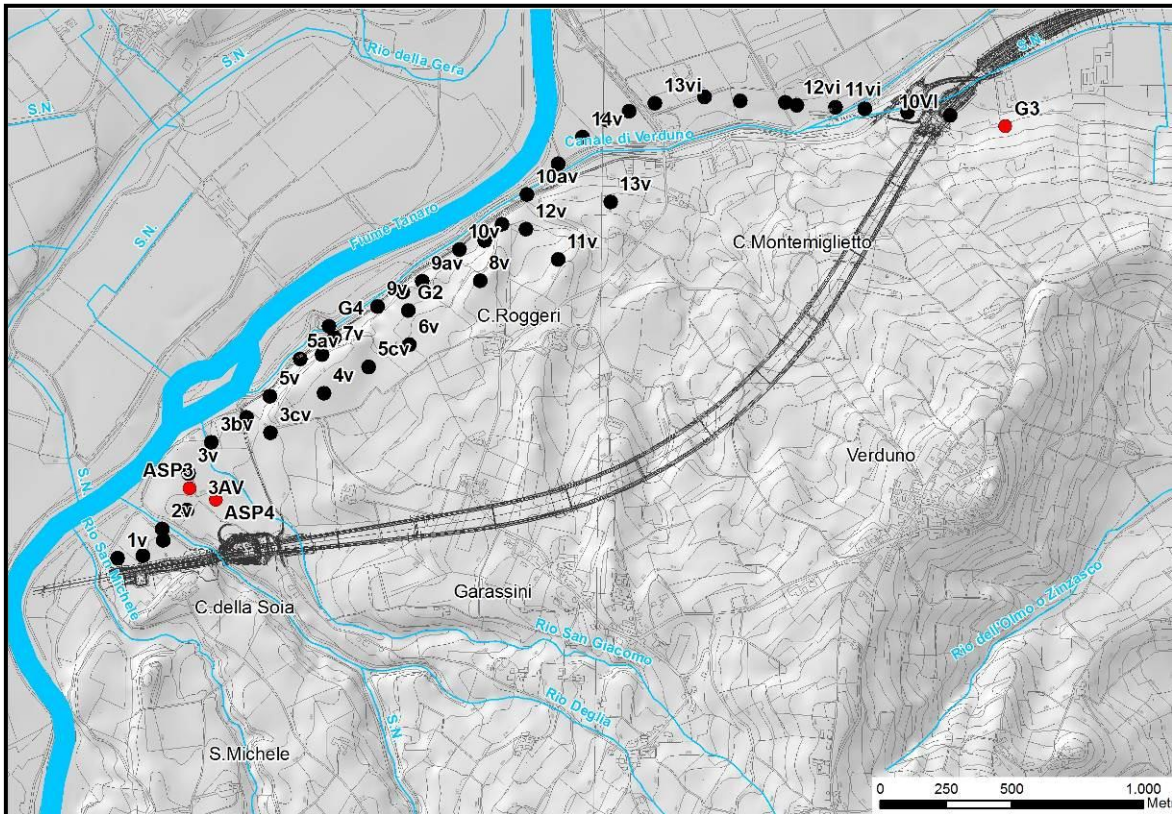 S.N.
Rio della Gera
S.N.
S.N.
S.N.
13vi
12vi
11vi
10VI
G3
14v
Canale di Verduno
10av
13v
Fiume Tanaro
12v
10v
11v
C.Montemiglietto
9av
8v
9v
G2
C.Roggeri
G4
7v
6v
5av
5cv
5v
4v
3bv
3cv
3v
Verduno
ASP3
3AV
S.N.
2v
ASP4
1v
Rio San Michele
C.della Soia
Garassini
Rio San Giacomo
Rio dell'Olmo o Zinzasco
Rio Deglia
S.N
S.Michele
0 250 500 1.000
Met